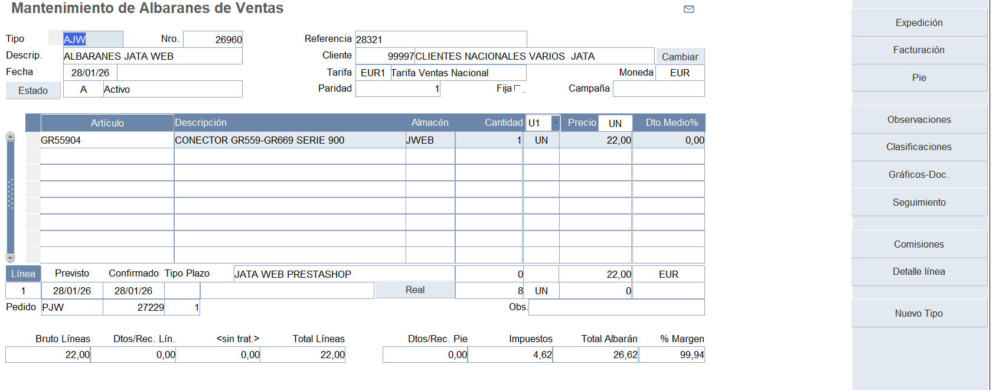 Mantenimiento de Albaranes de Ventas
Tipo AJW Nro. 26960 Referencia 28321
Descrip. ALBARANES JATA WEB Cliente 99997 CLIENTES NACIONALES VARIOS JATA Cambiar
Fecha 28/01/26 Tarifa EUR1 Tarifa Ventas Nacional Moneda EUR
Estado A Activo Paridad 1 Fija . Campaña
Artículo Descripción Almacén Cantidad U1 Precio UN Dto.Medio%
GR55904 CONECTOR GR559-GR669 SERIE 900 JWEB 1 UN 22,00 0,00
Línea Previsto Confirmado Tipo Plazo JATA WEB PRESTASHOP 0 22,00 EUR
1 28/01/26 28/01/26 Real 8 UN 0
Pedido PJW 27229 1 Obs.
Bruto Líneas Dtos/Rec. Lín. <sin trat.> Total Líneas Dtos/Rec. Pie Impuestos Total Albarán % Margen
22,00 0,00 0,00 22,00 0,00 4,62 26,62 99,94
Expedición
Facturación
Pie
Observaciones
Clasificaciones
Gráficos-Doc.
Seguimiento
Comisiones
Detalle línea
Nuevo Tipo